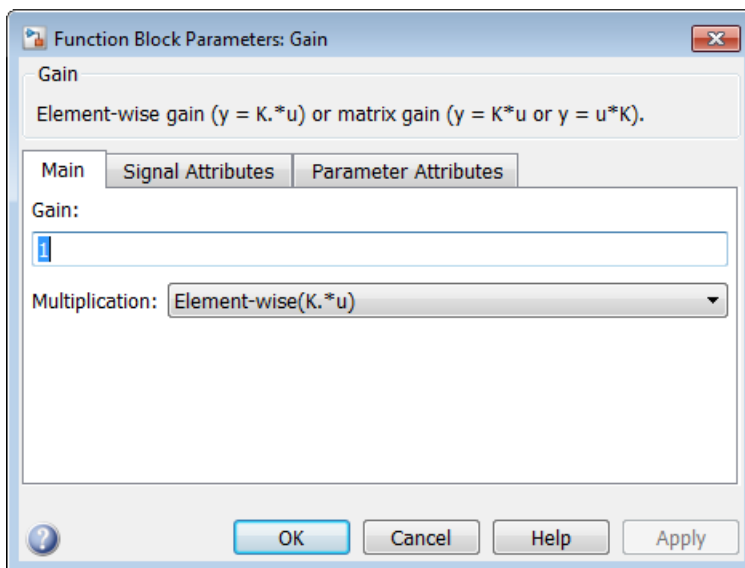 Function Block Parameters: Gain
Gain
Element-wise gain (y = K.*u) or matrix gain (y = K*u or y = u*K).
Main Signal Attributes Parameter Attributes
Gain:
1
Multiplication: Element-wise(K.*u)
? OK Cancel Help Apply